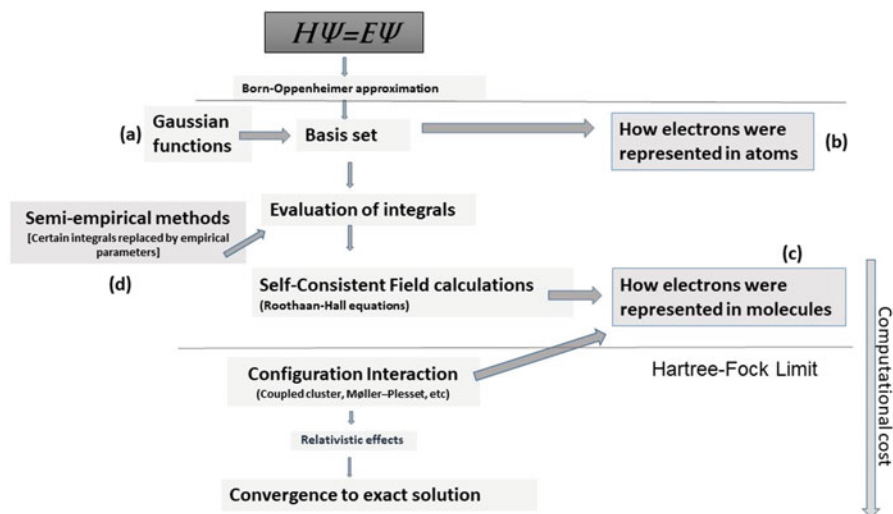 HΨ=EΨ
Born-Oppenheimer approximation
(a)
Gaussian
functions
Basis set
How electrons were
represented in atoms
(b)
Semi-empirical methods
[Certain integrals replaced by empirical
parameters]
(d)
Evaluation of integrals
(c)
Self-Consistent Field calculations
(Roothaan-Hall equations)
How electrons were
represented in molecules
Computational cost
Hartree-Fock Limit
Configuration Interaction
(Coupled cluster, Møller–Plesset, etc)
Relativistic effects
Convergence to exact solution